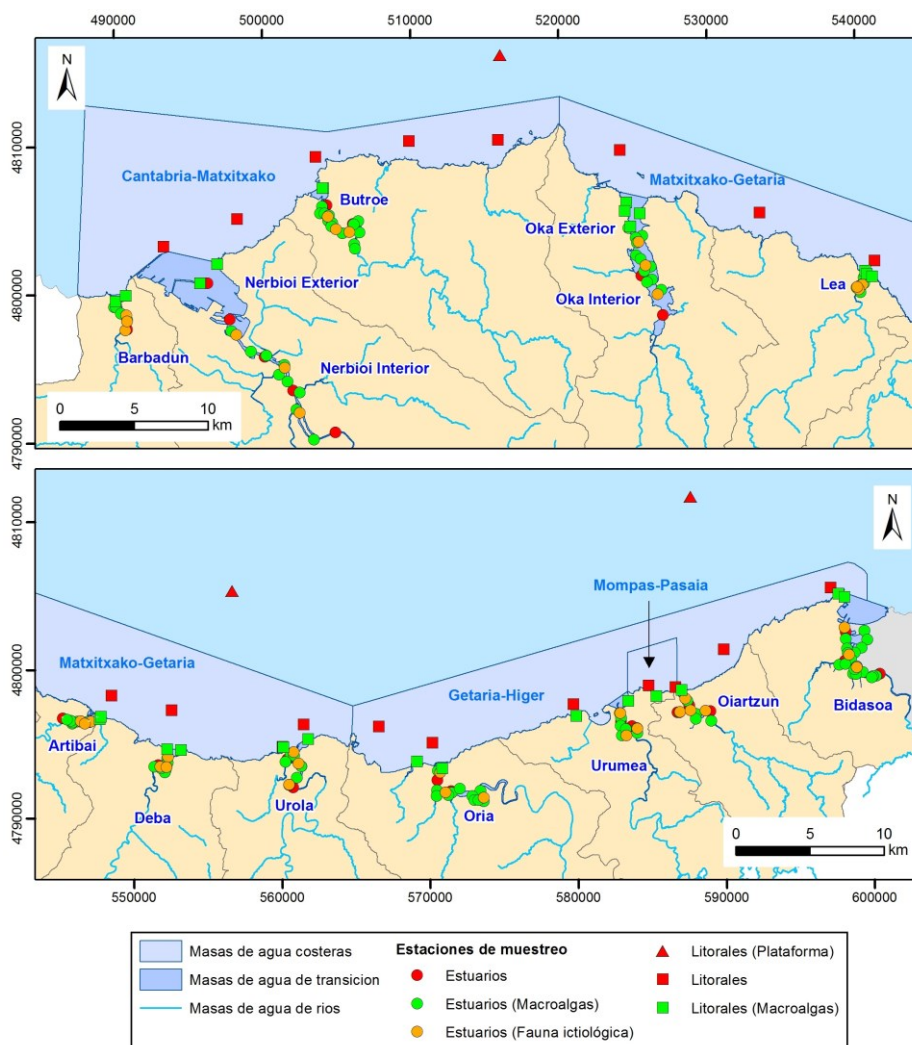 490000 500000 510000 520000 530000 540000
N
4810000
Cantabria-Matxitxako
Matxitxako-Getaria
Butroe
Oka Exterior
Nerbioi Exterior
Lea
4800000
Oka Interior
Barbadun
Nerbioi Interior
0 5 10
km
4790000
N
4810000
Mompas-Pasaia
Matxitxako-Getaria
4800000
Getaria-Higer
Oiartzun
Bidasoa
Artibai
Urumea
Urola
Oria
Deba
4790000
0 5 10
km
550000 560000 570000 580000 590000 600000
Masas de agua costeras
Masas de agua de transicion
Masas de agua de rios
Estaciones de muestreo
Estuarios
Estuarios (Macroalgas)
Estuarios (Fauna ictiológica)
Litorales (Plataforma)
Litorales
Litorales (Macroalgas)